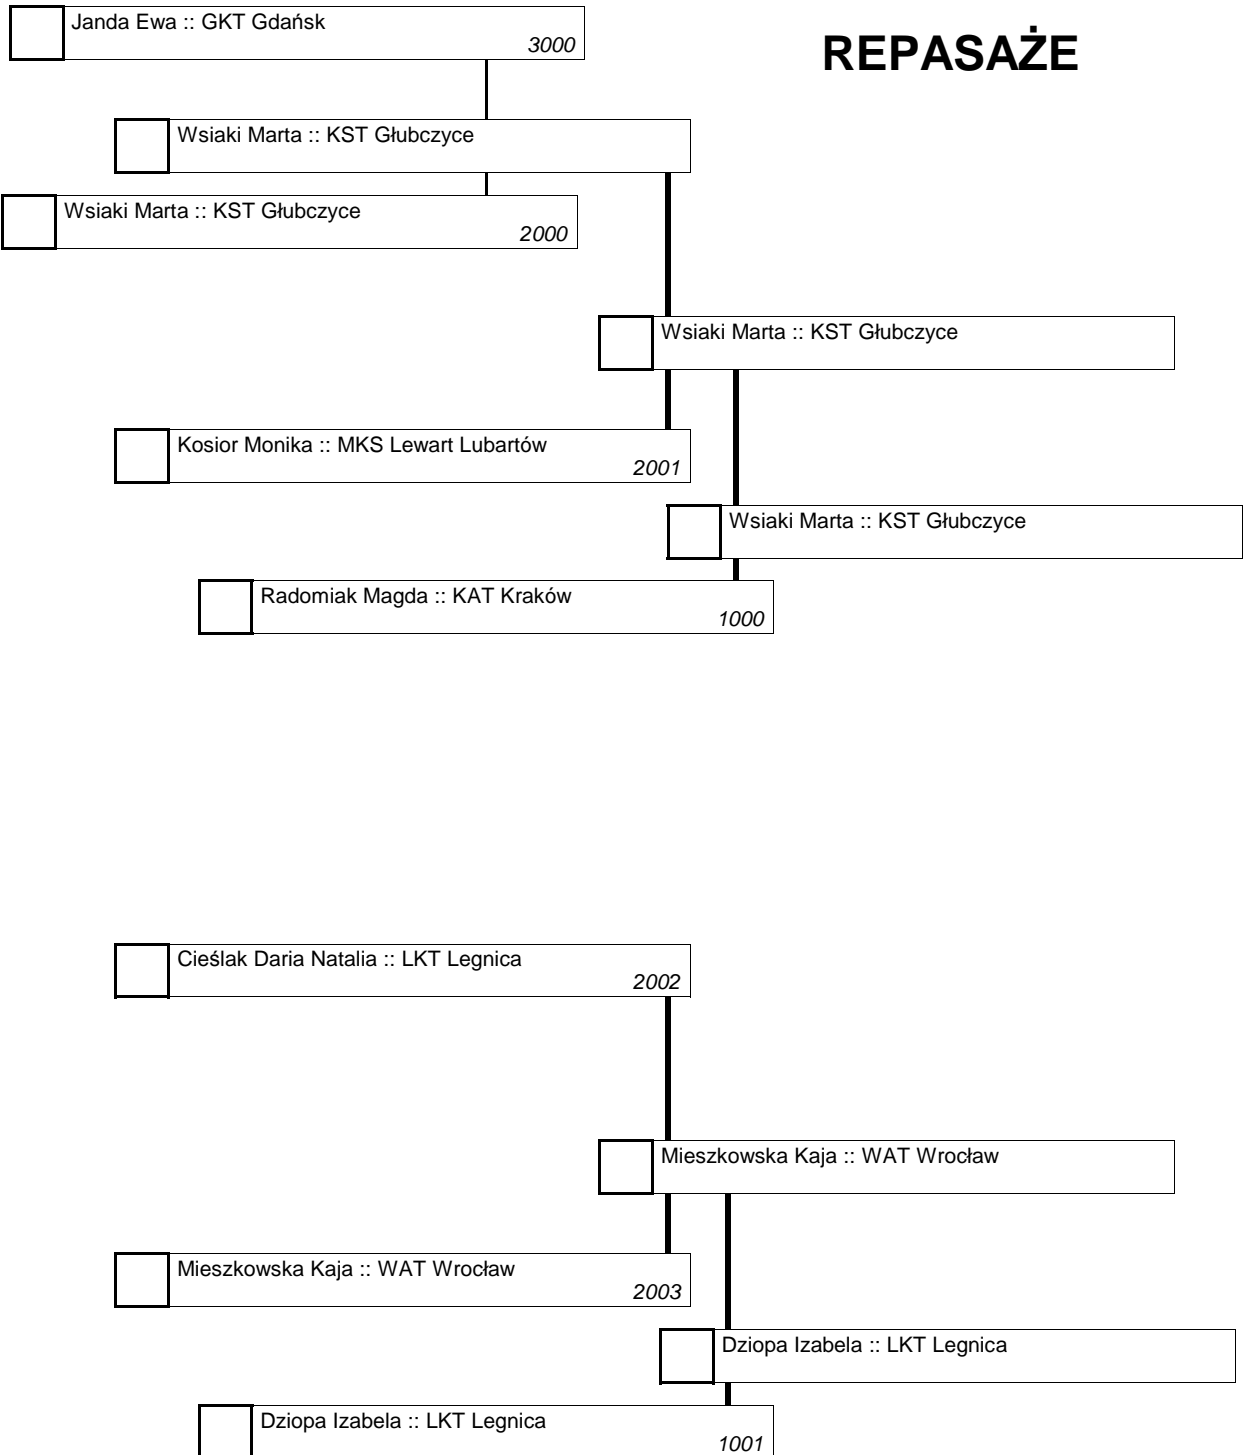 Janda Ewa :: GKT Gdańsk
3000
REPASAŻE
Wsiaki Marta :: KST Głubczyce
Wsiaki Marta :: KST Głubczyce
2000
Wsiaki Marta :: KST Głubczyce
Kosior Monika :: MKS Lewart Lubartów
2001
Wsiaki Marta :: KST Głubczyce
Radomiak Magda :: KAT Kraków
1000
Cieślak Daria Natalia :: LKT Legnica
2002
Mieszkowska Kaja :: WAT Wrocław
Mieszkowska Kaja :: WAT Wrocław
2003
Dziopa Izabela :: LKT Legnica
Dziopa Izabela :: LKT Legnica
1001